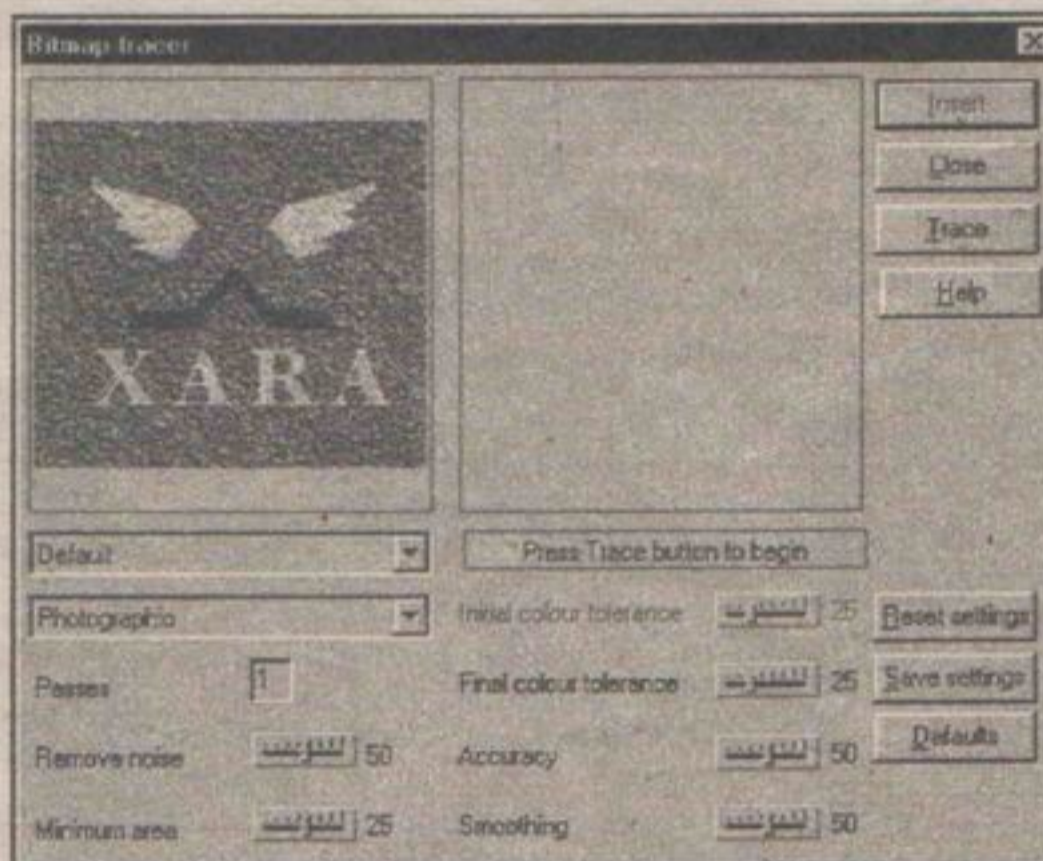 Bitmap tracer
Insert
Close
Trace
Help
XARA
Default
Press Trace button to begin
Photographic
Initial colour tolerance 25
Reset settings
Passes 1
Final colour tolerance 25
Save settings
Remove noise 50
Accuracy 50
Defaults
Minimum area 25
Smoothing 50